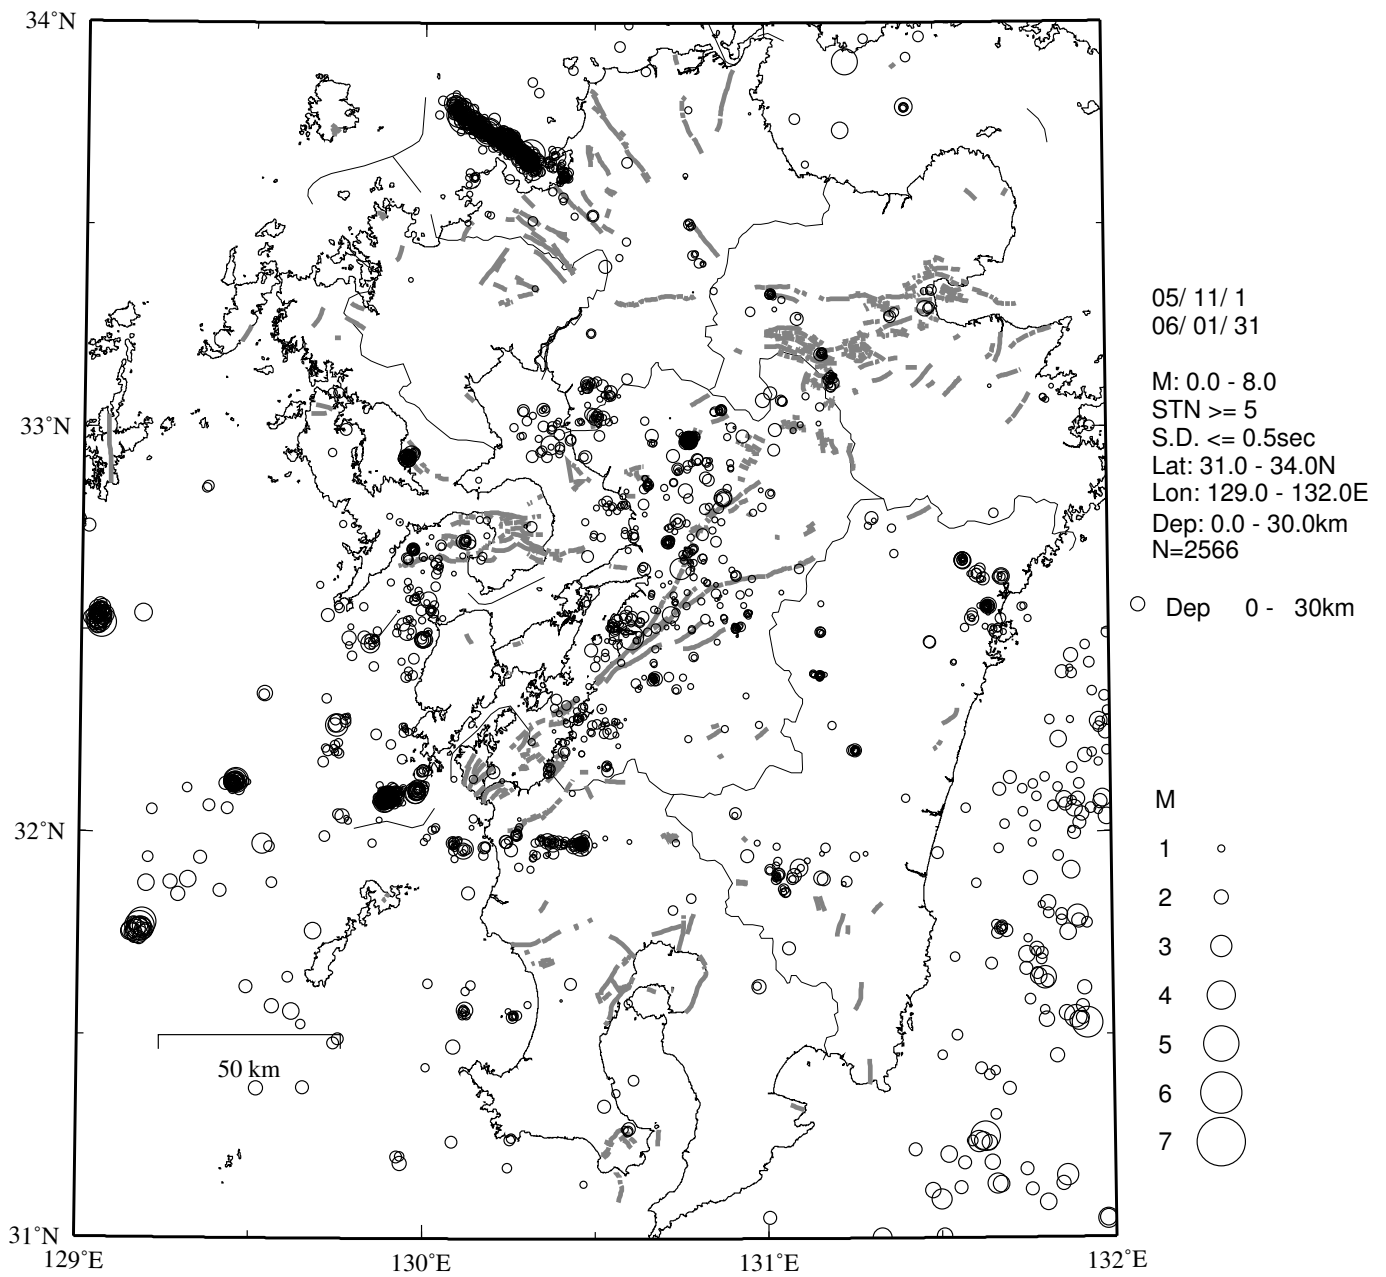 34˚N
33˚N
32˚N
31˚N
129˚E
130˚E
131˚E
132˚E
50 km
05/ 11/ 1
06/ 01/ 31
M: 0.0 - 8.0
STN >= 5
S.D. <= 0.5sec
Lat: 31.0 - 34.0N
Lon: 129.0 - 132.0E
Dep: 0.0 - 30.0km
N=2566
Dep 0 - 30km
M
1
2
3
4
5
6
7